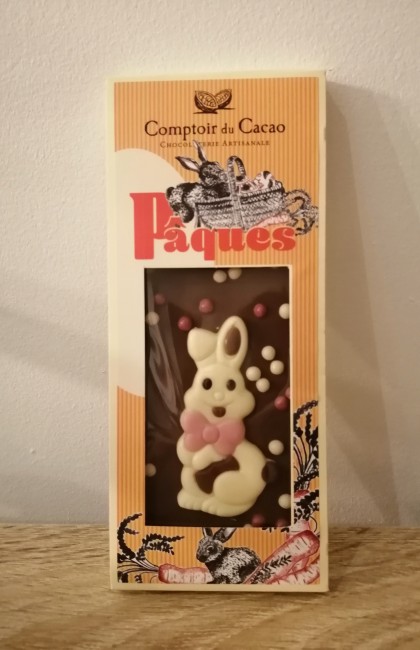 Comptoir du Cacao
Chocolaterie Artisanale
Pâques